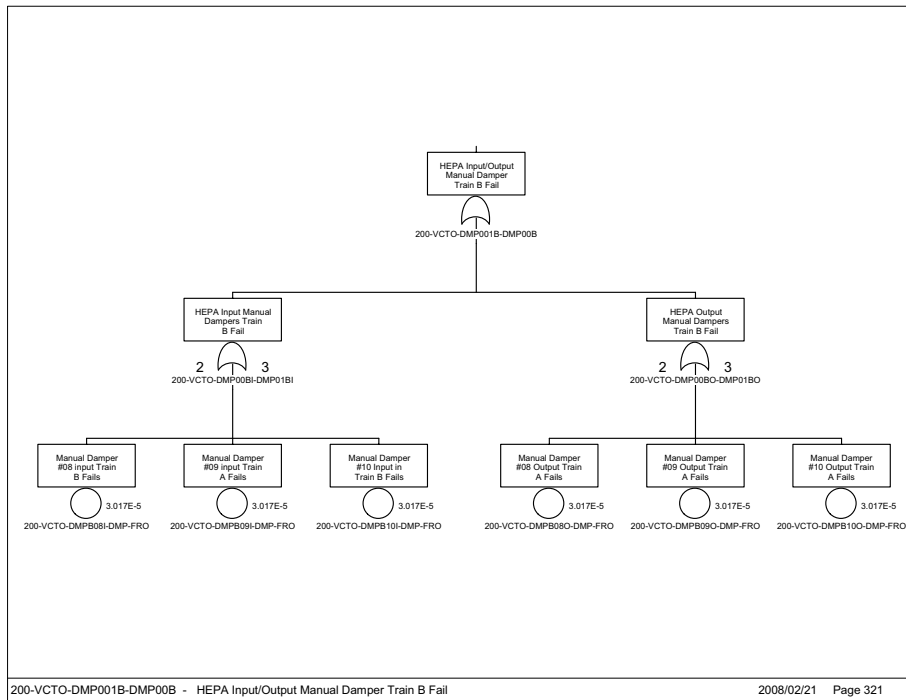 HEPA Input/Output
Manual Damper
Train B Fail
200-VCTO-DMP001B-DMP00B
HEPA Input Manual
Dampers Train
B Fail
2 3
200-VCTO-DMP00BI-DMP01BI
HEPA Output
Manual Dampers
Train B Fail
2 3
200-VCTO-DMP00BO-DMP01BO
Manual Damper
#08 input Train
B Fails
3.017E-5
200-VCTO-DMPB08I-DMP-FRO
Manual Damper
#09 input Train
A Fails
3.017E-5
200-VCTO-DMPB09I-DMP-FRO
Manual Damper
#10 Input in
Train B Fails
3.017E-5
200-VCTO-DMPB10I-DMP-FRO
Manual Damper
#08 Output Train
A Fails
3.017E-5
200-VCTO-DMPB08O-DMP-FRO
Manual Damper
#09 Output Train
A Fails
3.017E-5
200-VCTO-DMPB09O-DMP-FRO
Manual Damper
#10 Output Train
A Fails
3.017E-5
200-VCTO-DMPB10O-DMP-FRO
200-VCTO-DMP001B-DMP00B - HEPA Input/Output Manual Damper Train B Fail 2008/02/21 Page 321